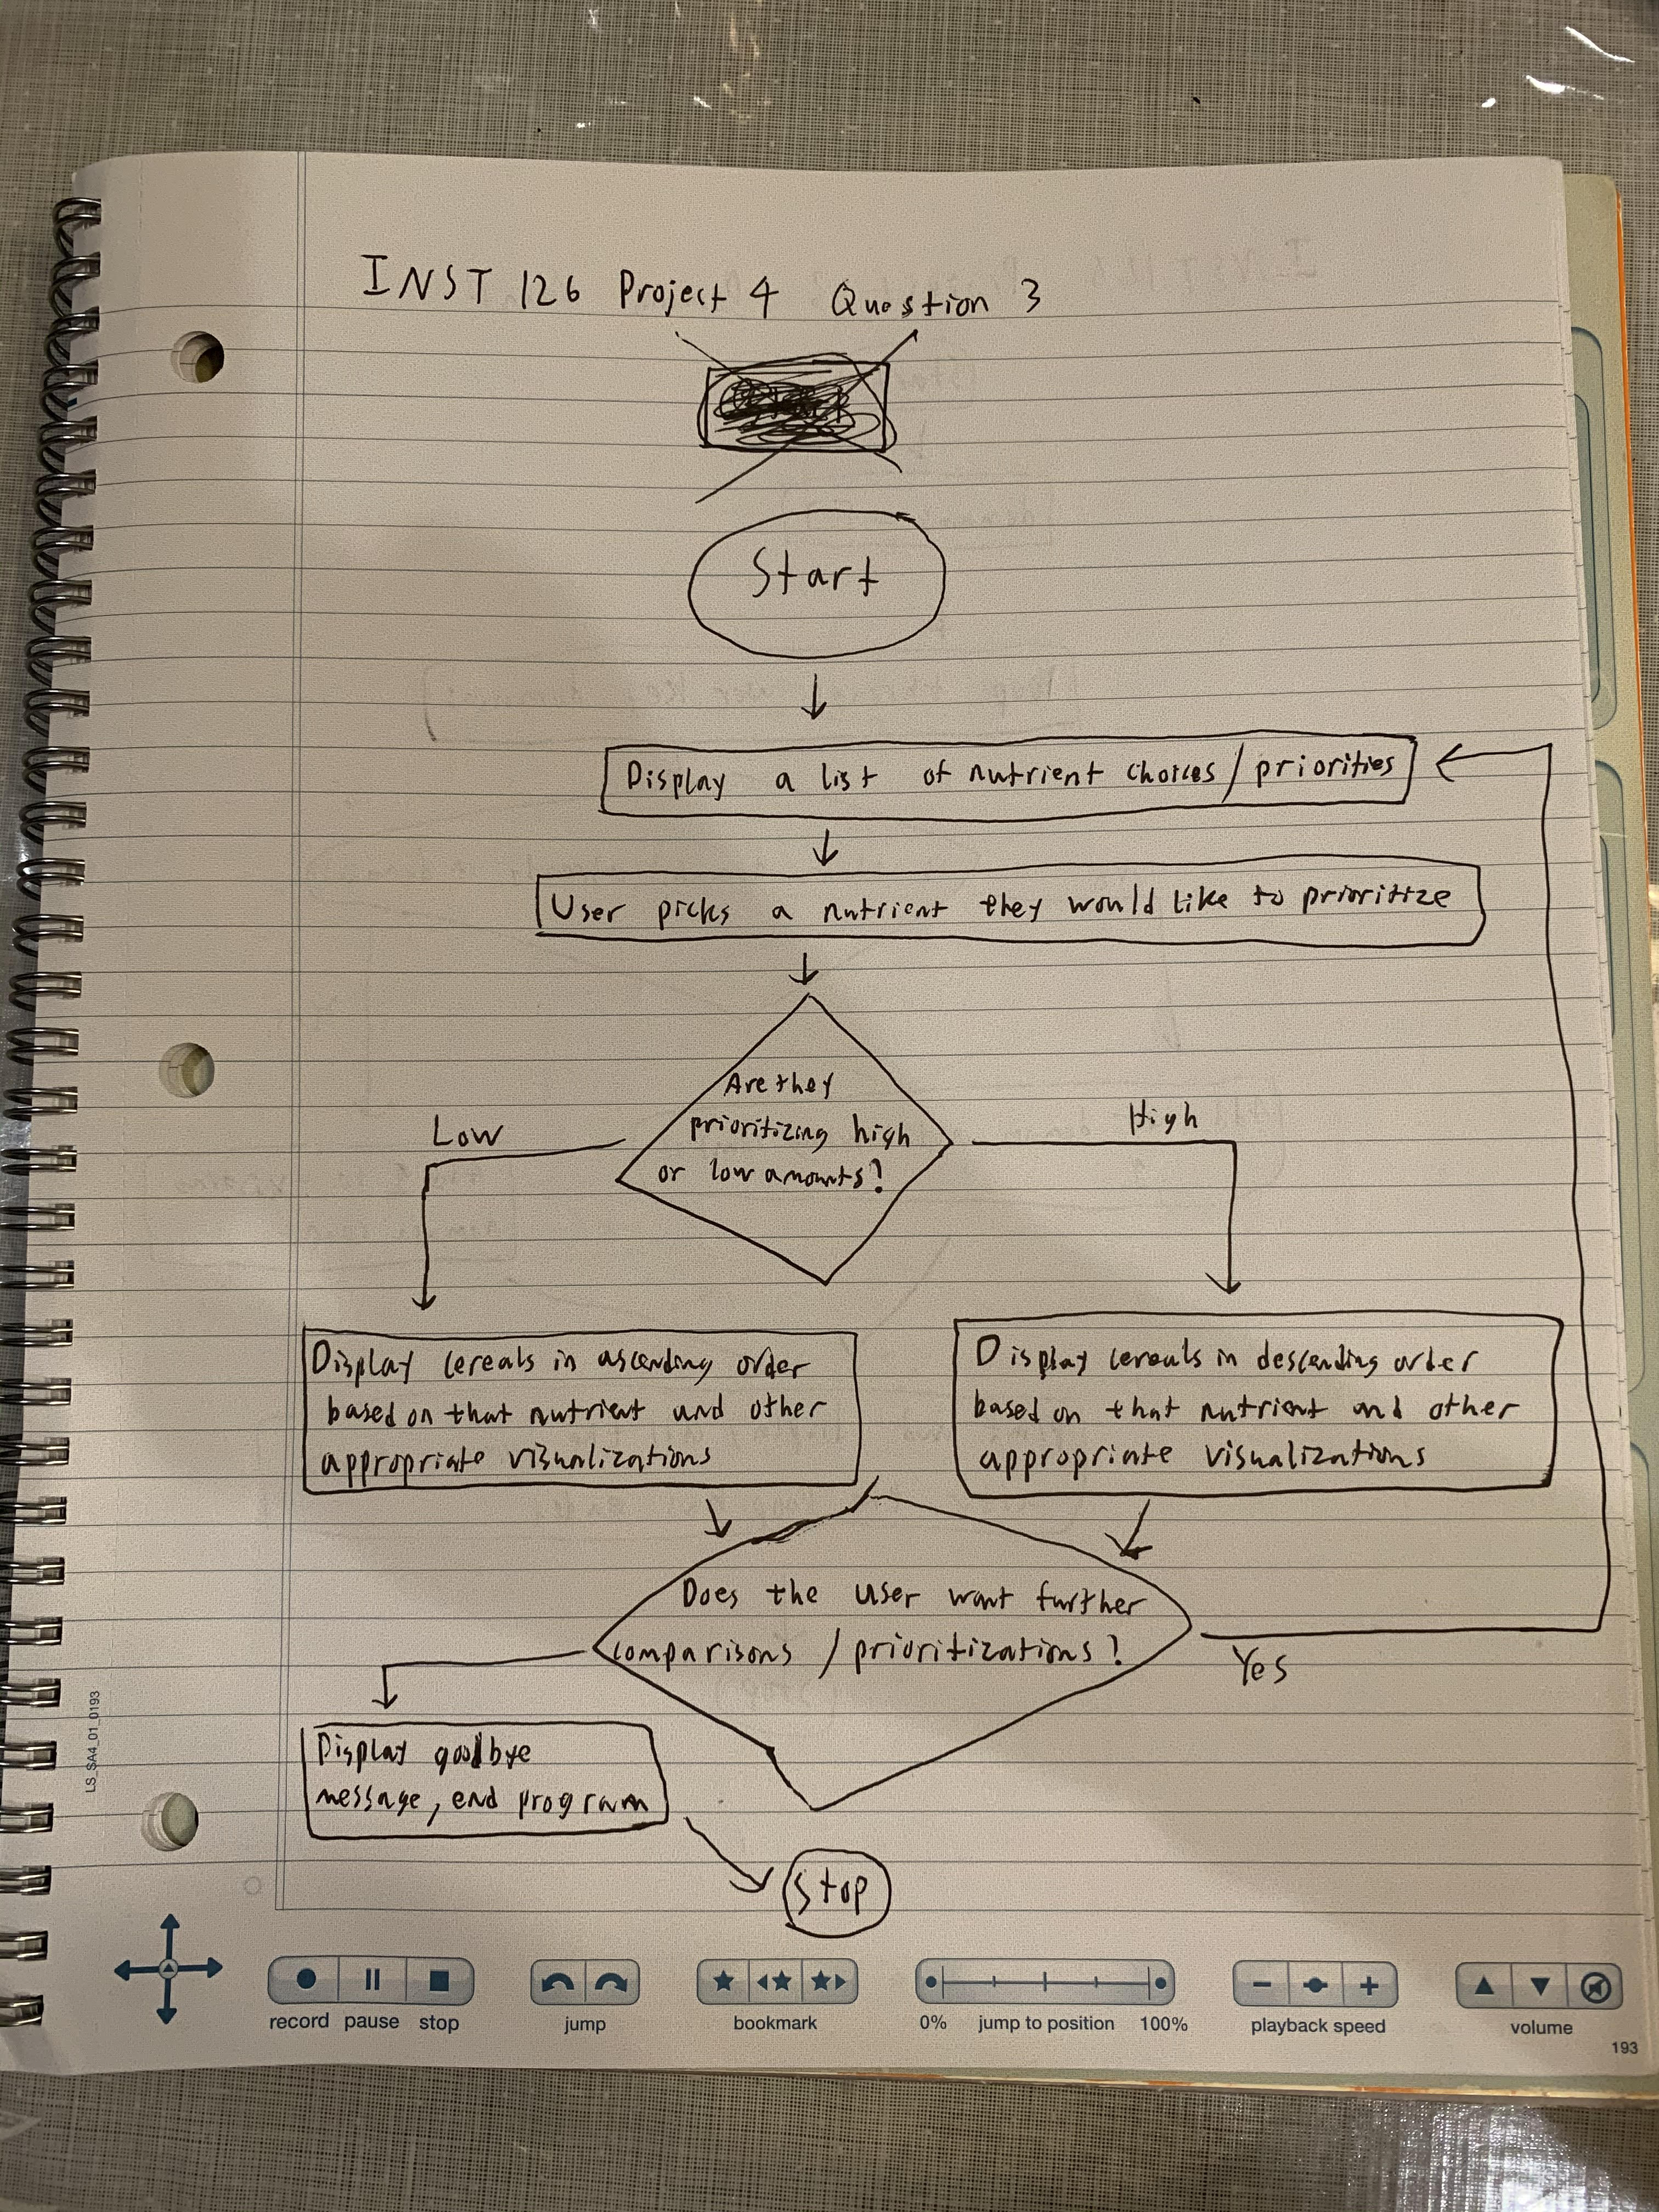 INST 126 Project 4 Question 3
Start
Display a list of nutrient choices / priorities
User picks a nutrient they would like to prioritize
Are they
prioritizing high
or low amounts?
Low
High
Display cereals in ascending order
based on that nutrient and other
appropriate visualizations
Display cereals in descending order
based on that nutrient and other
appropriate visualizations
Does the user want further
comparisons / prioritizations?
Yes
Display goodbye
message, end program
Stop
LS_SA4_01_0193
record pause stop
jump
bookmark
0% jump to position 100%
playback speed
volume
193